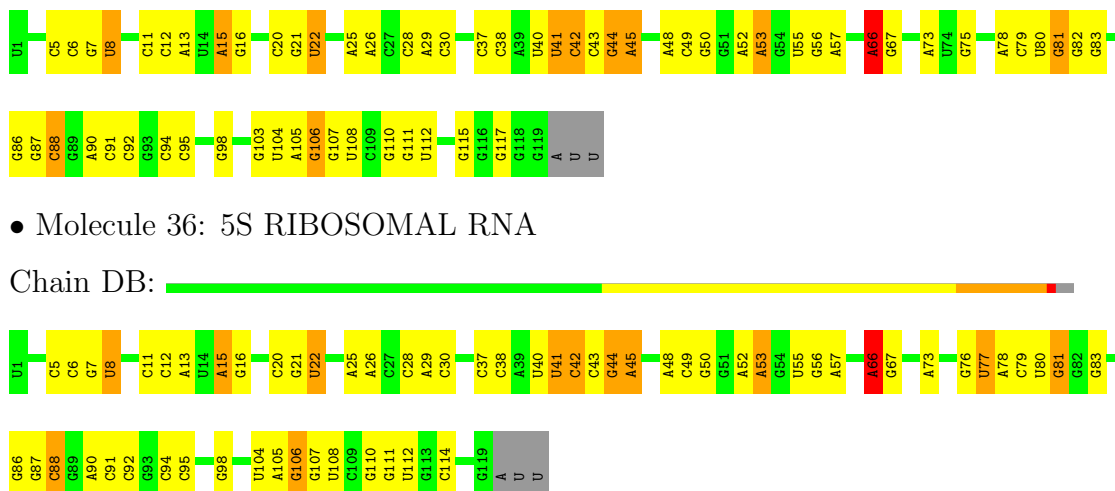 U1 C5 C6 G7 U8 C11 C12 A13 U14 A15 G16 C20 G21 U22 A25 A26 C27 C28 A29 C30 C37 C38 A39 U40 U41 C42 C43 G44 A45 A48 C49 G50 G51 A52 A53 G54 U55 G56 A57 A66 G67 A73 U74 G75 A78 C79 U80 G81 G82 G83
G86 G87 C88 G89 A90 C91 C92 G93 C94 C95 G98 G103 U104 A105 G106 G107 U108 C109 G110 G111 U112 G115 G116 G117 G118 G119 A U U
• Molecule 36: 5S RIBOSOMAL RNA
Chain DB:
U1 C5 C6 G7 U8 C11 C12 A13 U14 A15 G16 C20 G21 U22 A25 A26 C27 C28 A29 C30 C37 C38 A39 U40 U41 C42 C43 G44 A45 A48 C49 G50 G51 A52 A53 G54 U55 G56 A57 A66 G67 A73 G76 U77 A78 C79 U80 G81 G82 G83
G86 G87 C88 G89 A90 C91 C92 G93 C94 C95 G98 U104 A105 G106 G107 U108 C109 G110 G111 U112 G113 C114 G119 A U U